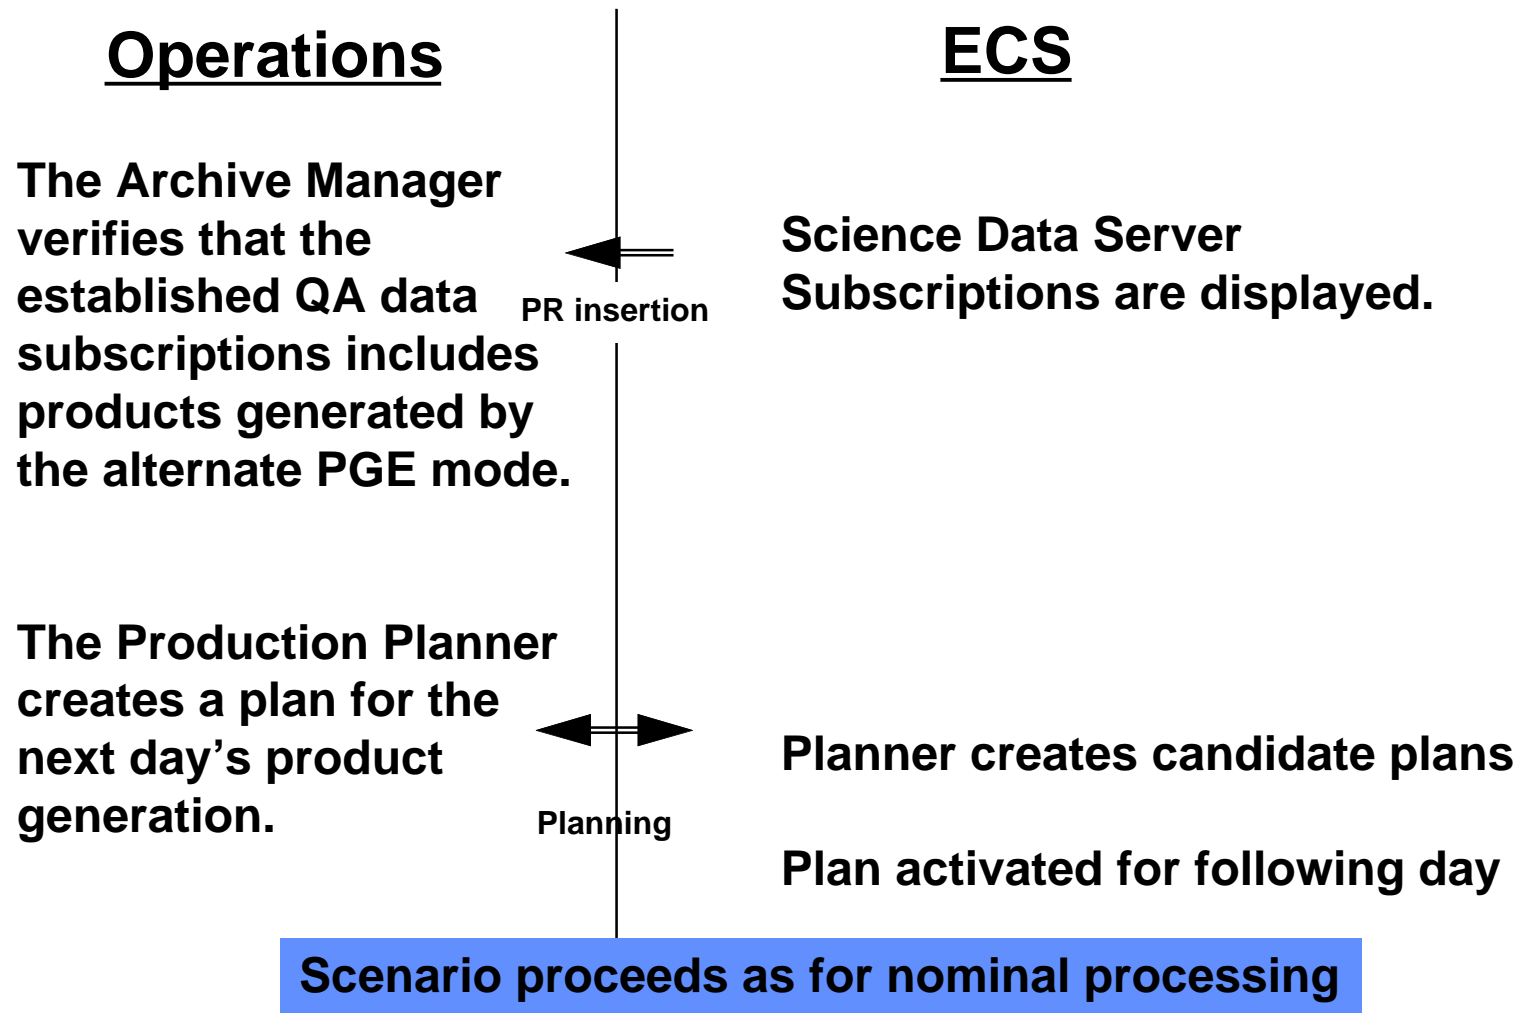 Operations
ECS
The Archive Manager
verifies that the
established QA data
subscriptions includes
products generated by
the alternate PGE mode.
PR insertion
Science Data Server
Subscriptions are displayed.
The Production Planner
creates a plan for the
next day’s product
generation.
Planning
Planner creates candidate plans
Plan activated for following day
Scenario proceeds as for nominal processing